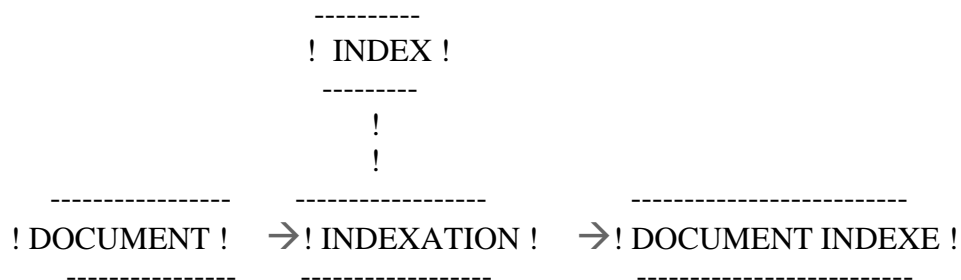 ----------
! INDEX !
---------
!
!
----------------- ------------------ --------------------------
! DOCUMENT ! →! INDEXATION ! →! DOCUMENT INDEXE !
---------------- ------------------ --------------------------